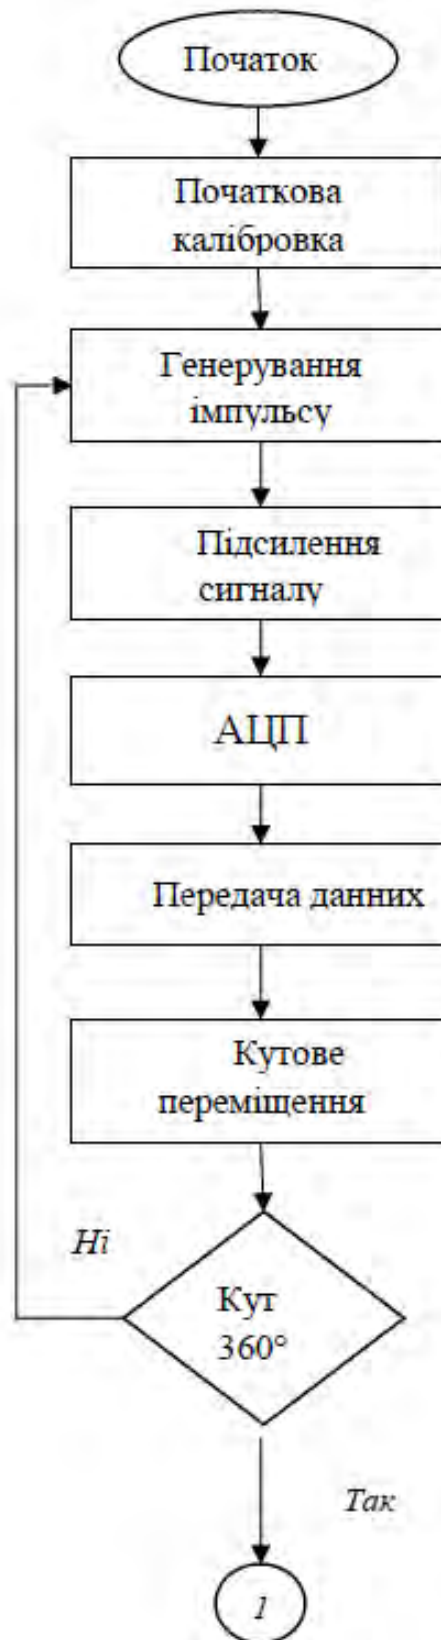 Початок
Початкова
калібровка
Генерування
імпульсу
Підсилення
сигналу
АЦП
Передача данних
Кутове
переміщення
Ні
Кут
360°
Так
1